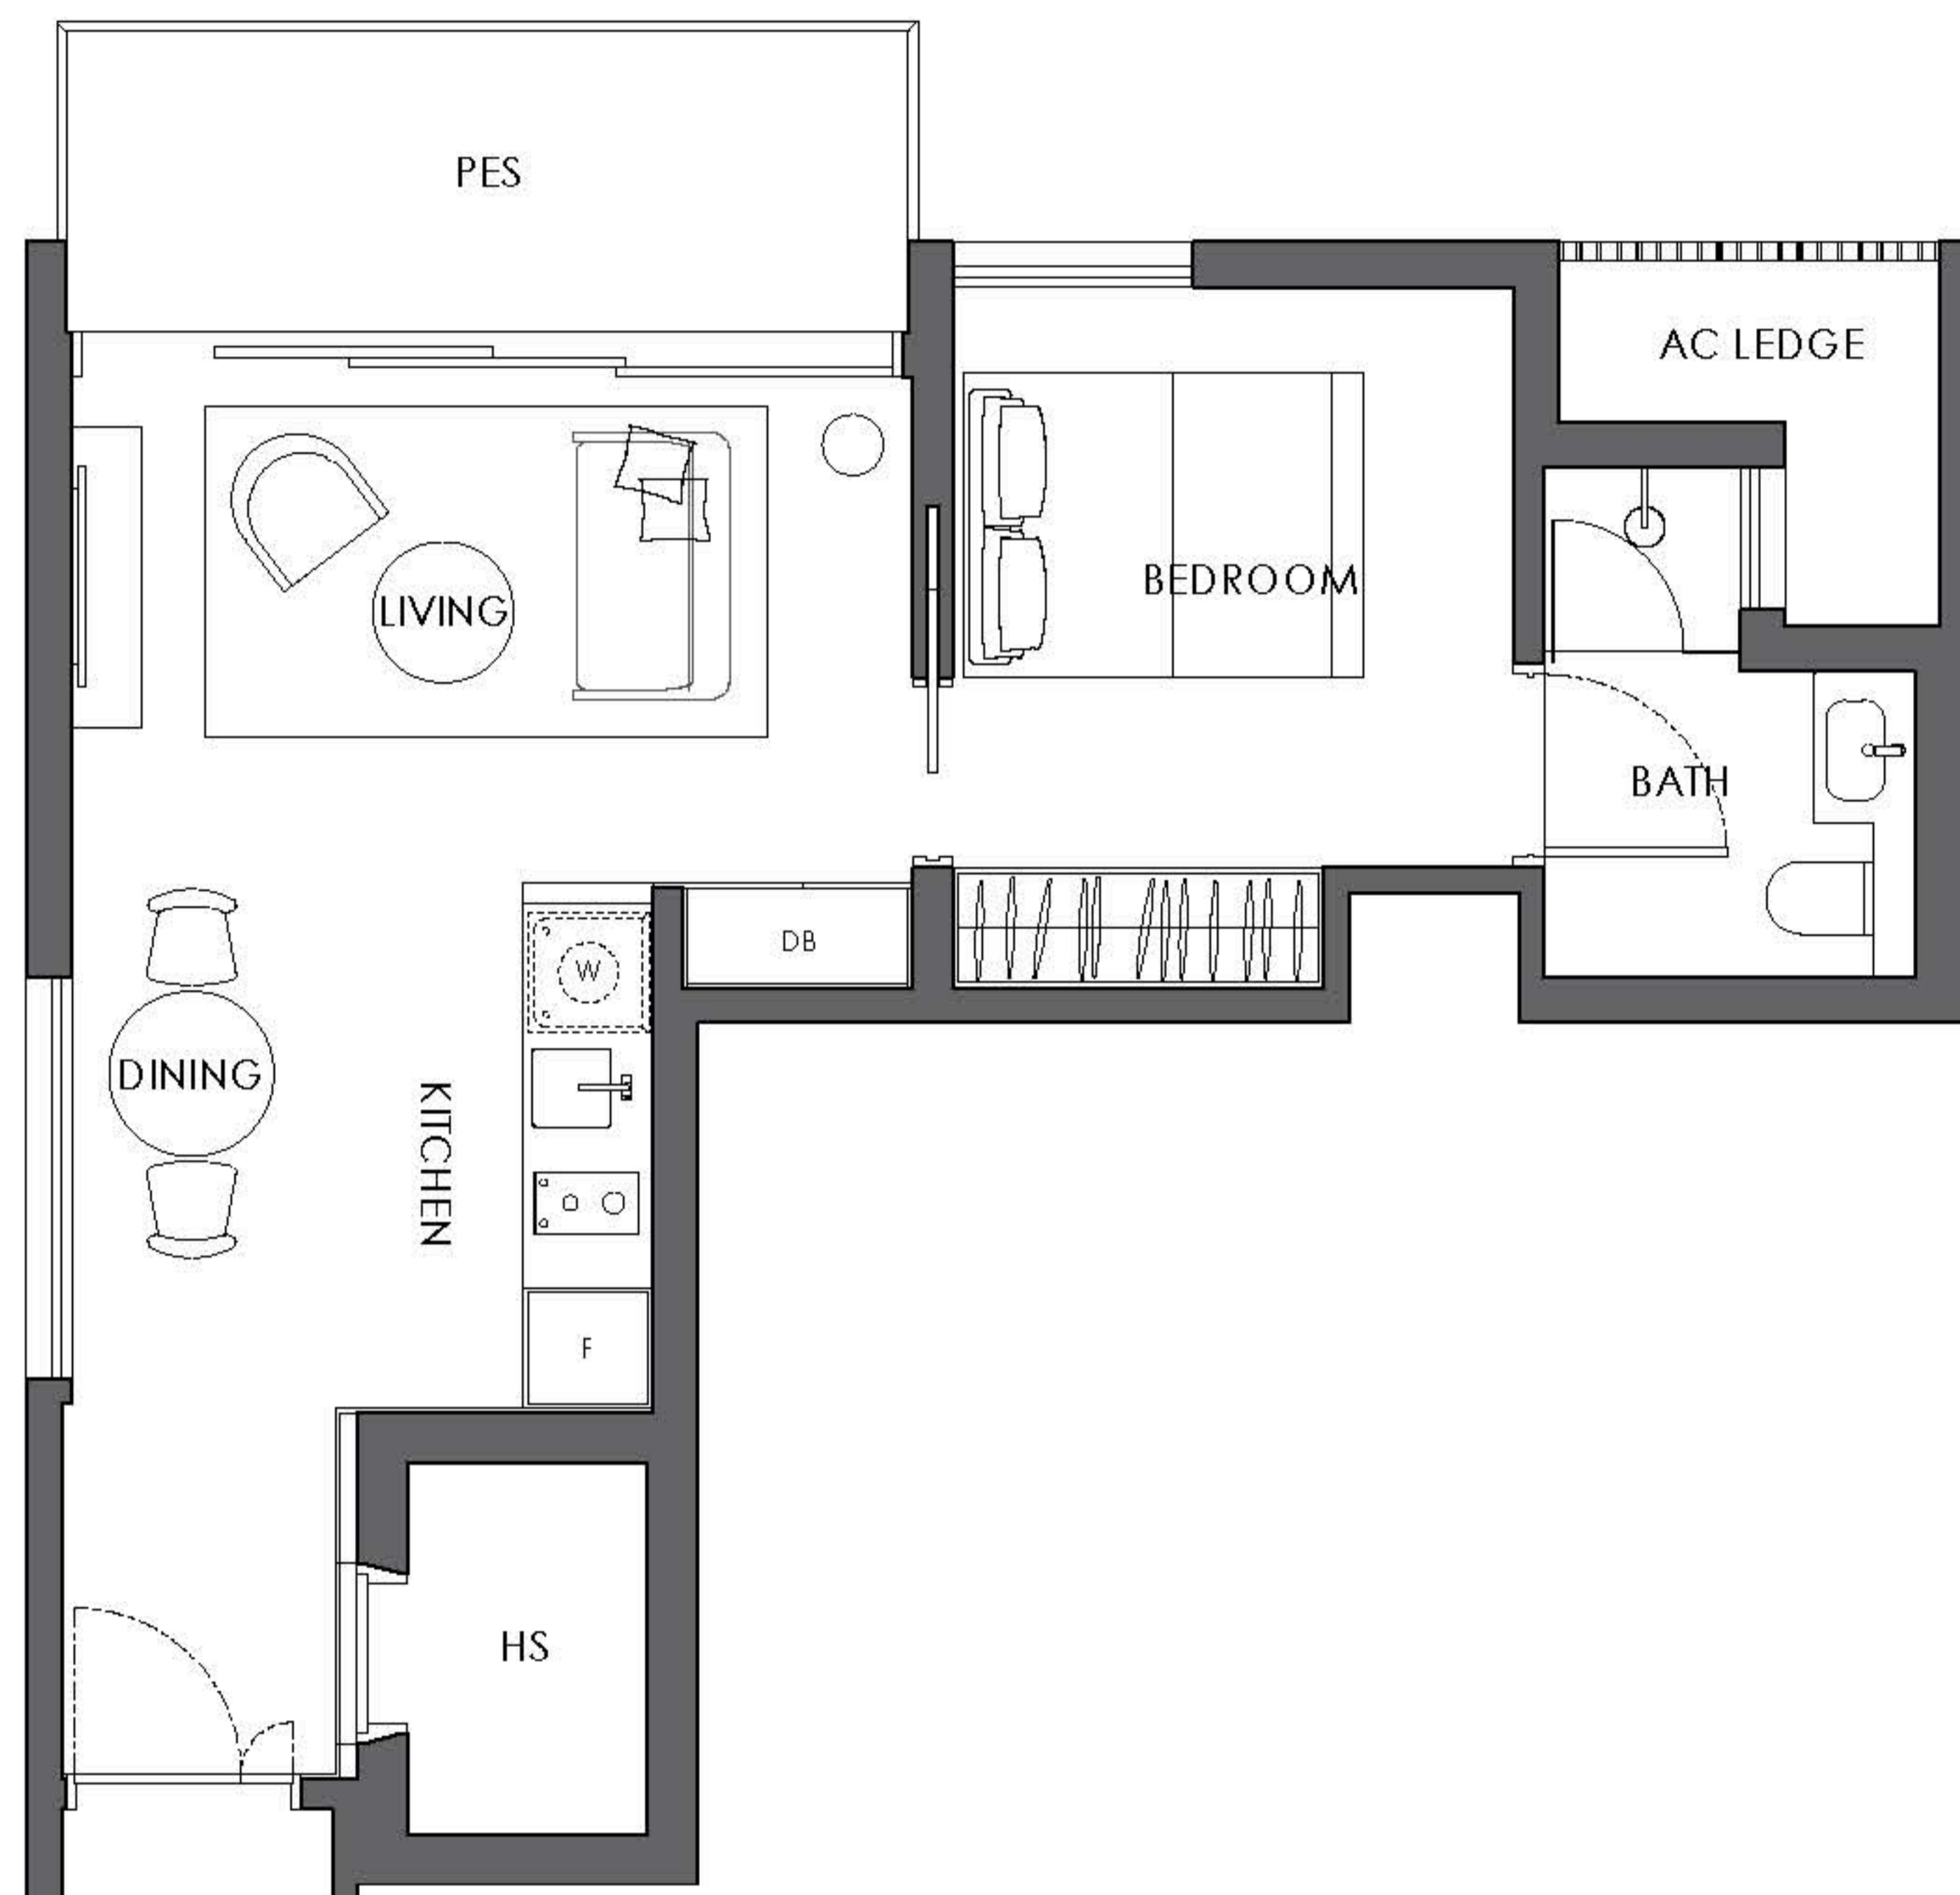 PES
AC LEDGE
BEDROOM
LIVING
BATH
DB
W
DINING
KITCHEN
F
HS